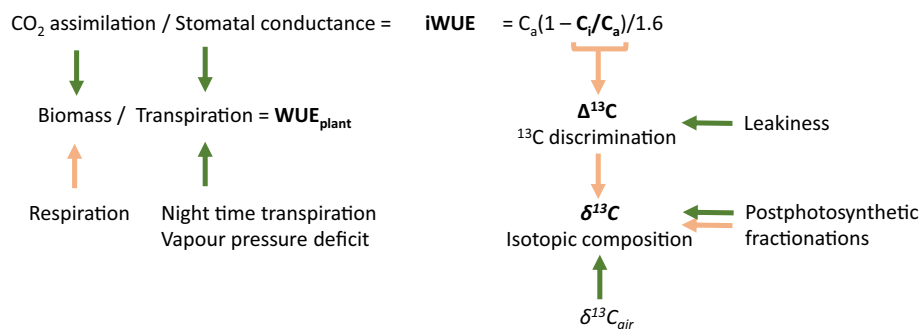 CO₂ assimilation / Stomatal conductance = iWUE = Cₐ(1 – Cᵢ/Cₐ)/1.6
Biomass / Transpiration = WUEplant
Δ¹³C
¹³C discrimination
Leakiness
Respiration
Night time transpiration
Vapour pressure deficit
δ¹³C
Isotopic composition
Postphotosynthetic
fractionations
δ¹³Cair